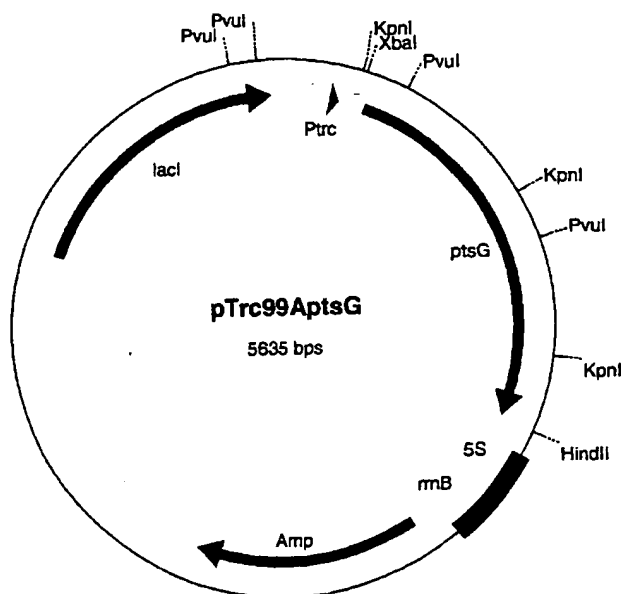 PvuI
PvuI
KpnI
XbaI
PvuI
Ptrc
lacI
KpnI
PvuI
ptsG
pTrc99AptsG
5635 bps
KpnI
5S
HindII
rrnB
Amp